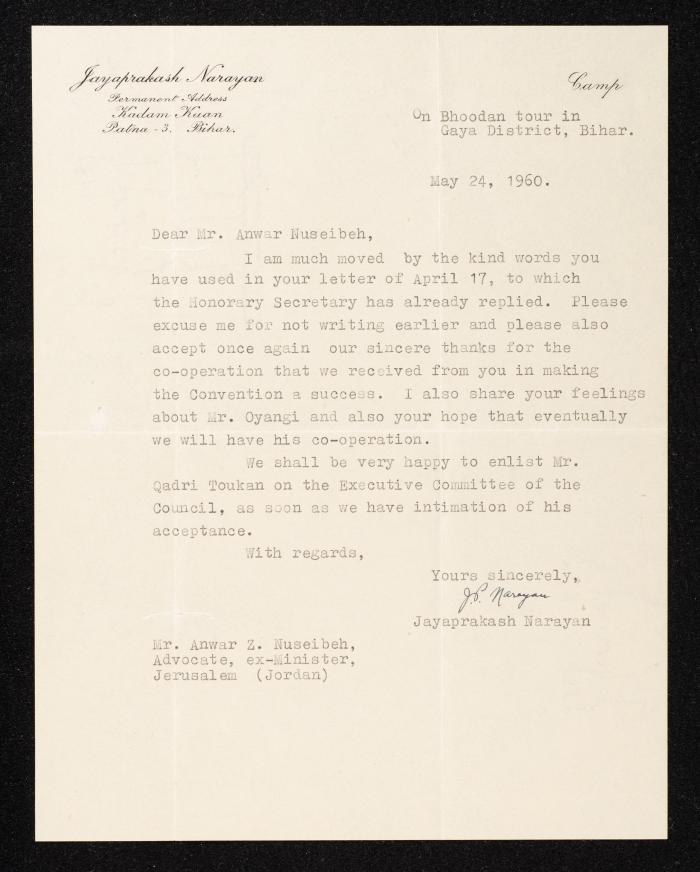 Jayaprakash Narayan
Permanent Address
Kadam Kuan
Patna - 3. Bihar.
Camp
On Bhoodan tour in
Gaya District, Bihar.
May 24, 1960.
Dear Mr. Anwar Nuseibeh,
I am much moved by the kind words you
have used in your letter of April 17, to which
the Honorary Secretary has already replied. Please
excuse me for not writing earlier and please also
accept once again our sincere thanks for the
co-operation that we received from you in making
the Convention a success. I also share your feelings
about Mr. Oyangi and also your hope that eventually
we will have his co-operation.
We shall be very happy to enlist Mr.
Qadri Toukan on the Executive Committee of the
Council, as soon as we have intimation of his
acceptance.
With regards,
Yours sincerely,
J.P. Narayan
Jayaprakash Narayan
Mr. Anwar Z. Nuseibeh,
Advocate, ex-Minister,
Jerusalem (Jordan)